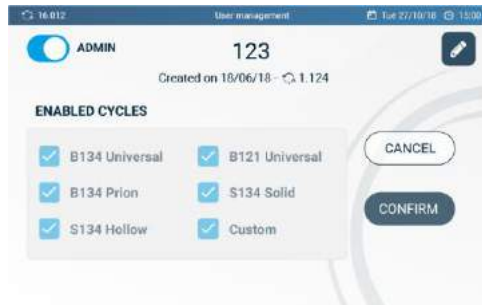 16.012 User management Tue 27/10/18 15:00
ADMIN
123
Created on 18/06/18 - 1.124
ENABLED CYCLES
B134 Universal B121 Universal
B134 Prion S134 Solid
S134 Hollow Custom
CANCEL
CONFIRM